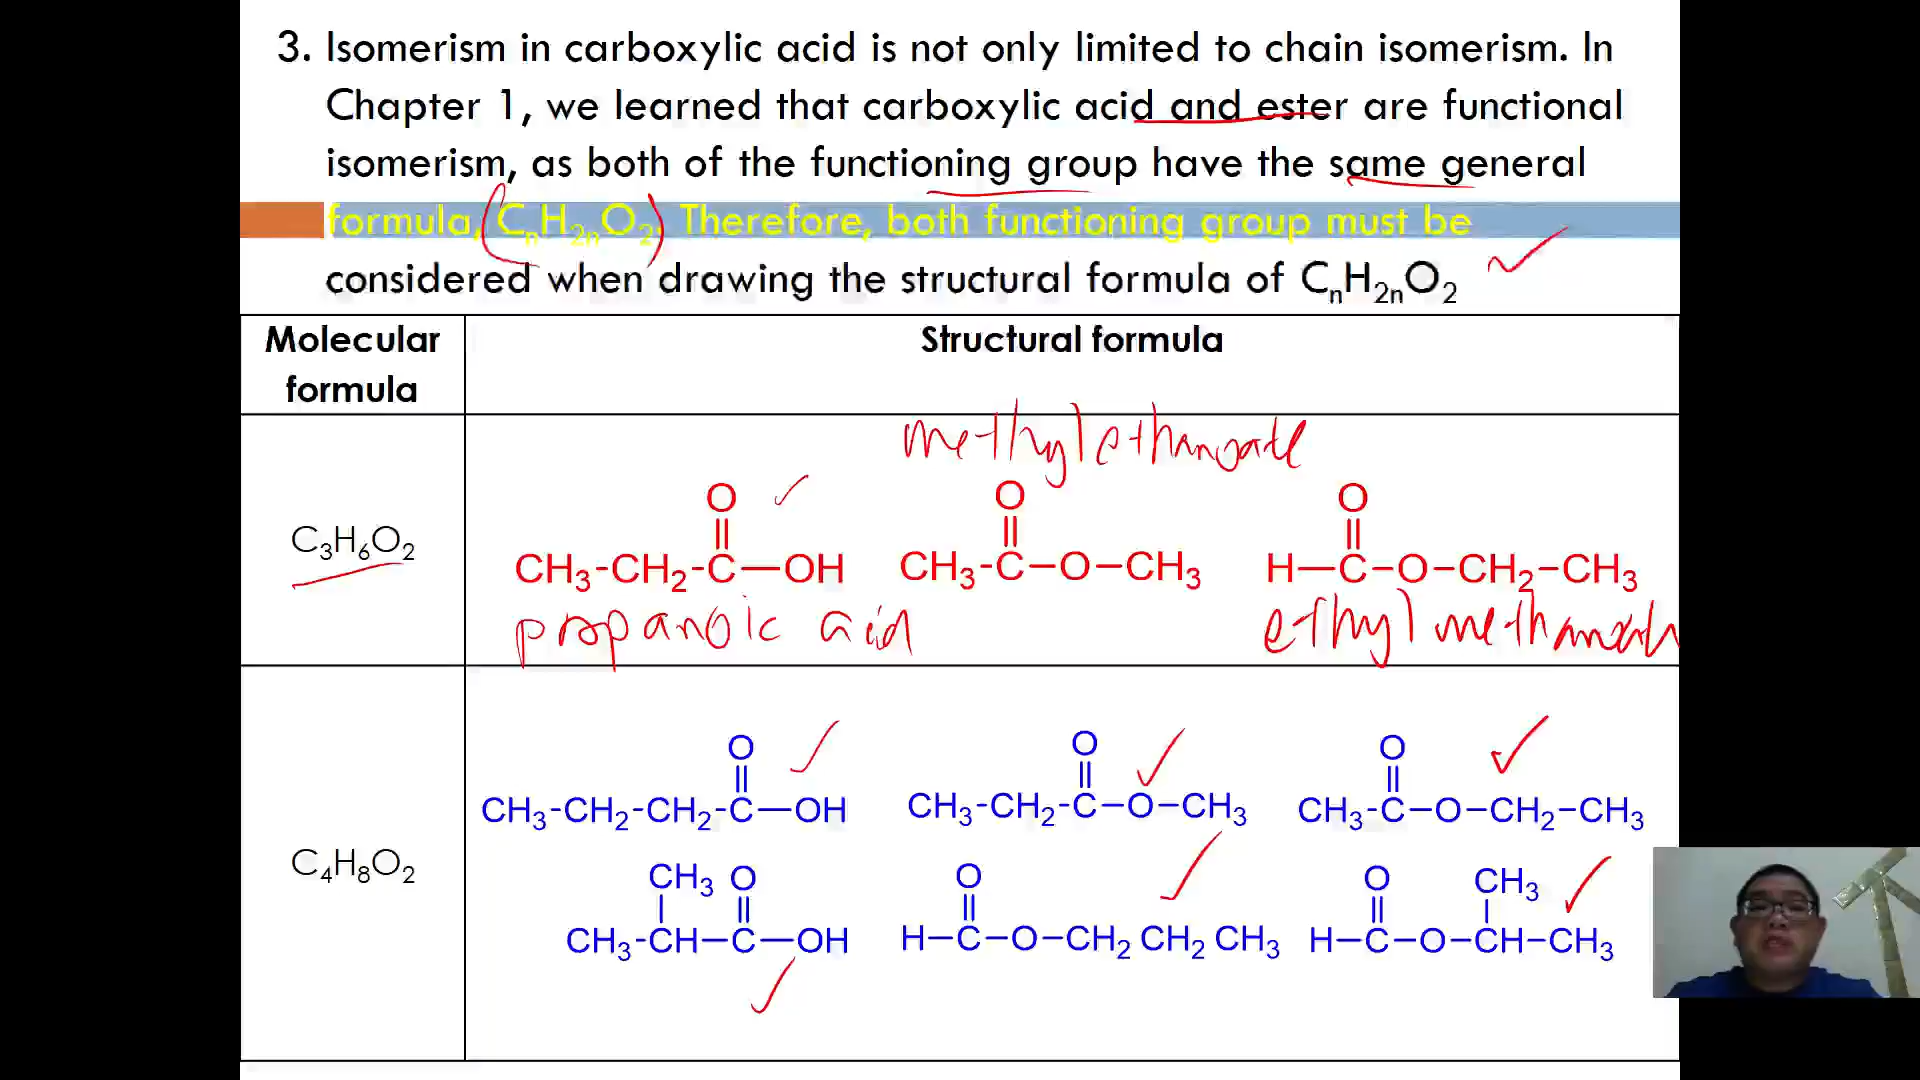 3. Isomerism in carboxylic acid is not only limited to chain isomerism. In
Chapter 1, we learned that carboxylic acid and ester are functional
isomerism, as both of the functioning group have the same general
formula, (CₙH₂ₙO₂) Therefore, both functioning group must be
considered when drawing the structural formula of CₙH₂ₙO₂
Molecular formula
Structural formula
methyl ethanoate
C₃H₆O₂
O
||
CH₃-CH₂-C—OH
O
||
CH₃-C—O—CH₃
O
||
H—C—O—CH₂—CH₃
propanoic acid
ethyl methanoate
C₄H₈O₂
O
||
CH₃-CH₂-CH₂-C—OH
O
||
CH₃-CH₂-C—O—CH₃
O
||
CH₃-C—O—CH₂—CH₃
CH₃ O
| ||
CH₃-CH—C—OH
O
||
H—C—O—CH₂ CH₂ CH₃
O CH₃
|| |
H—C—O—CH—CH₃